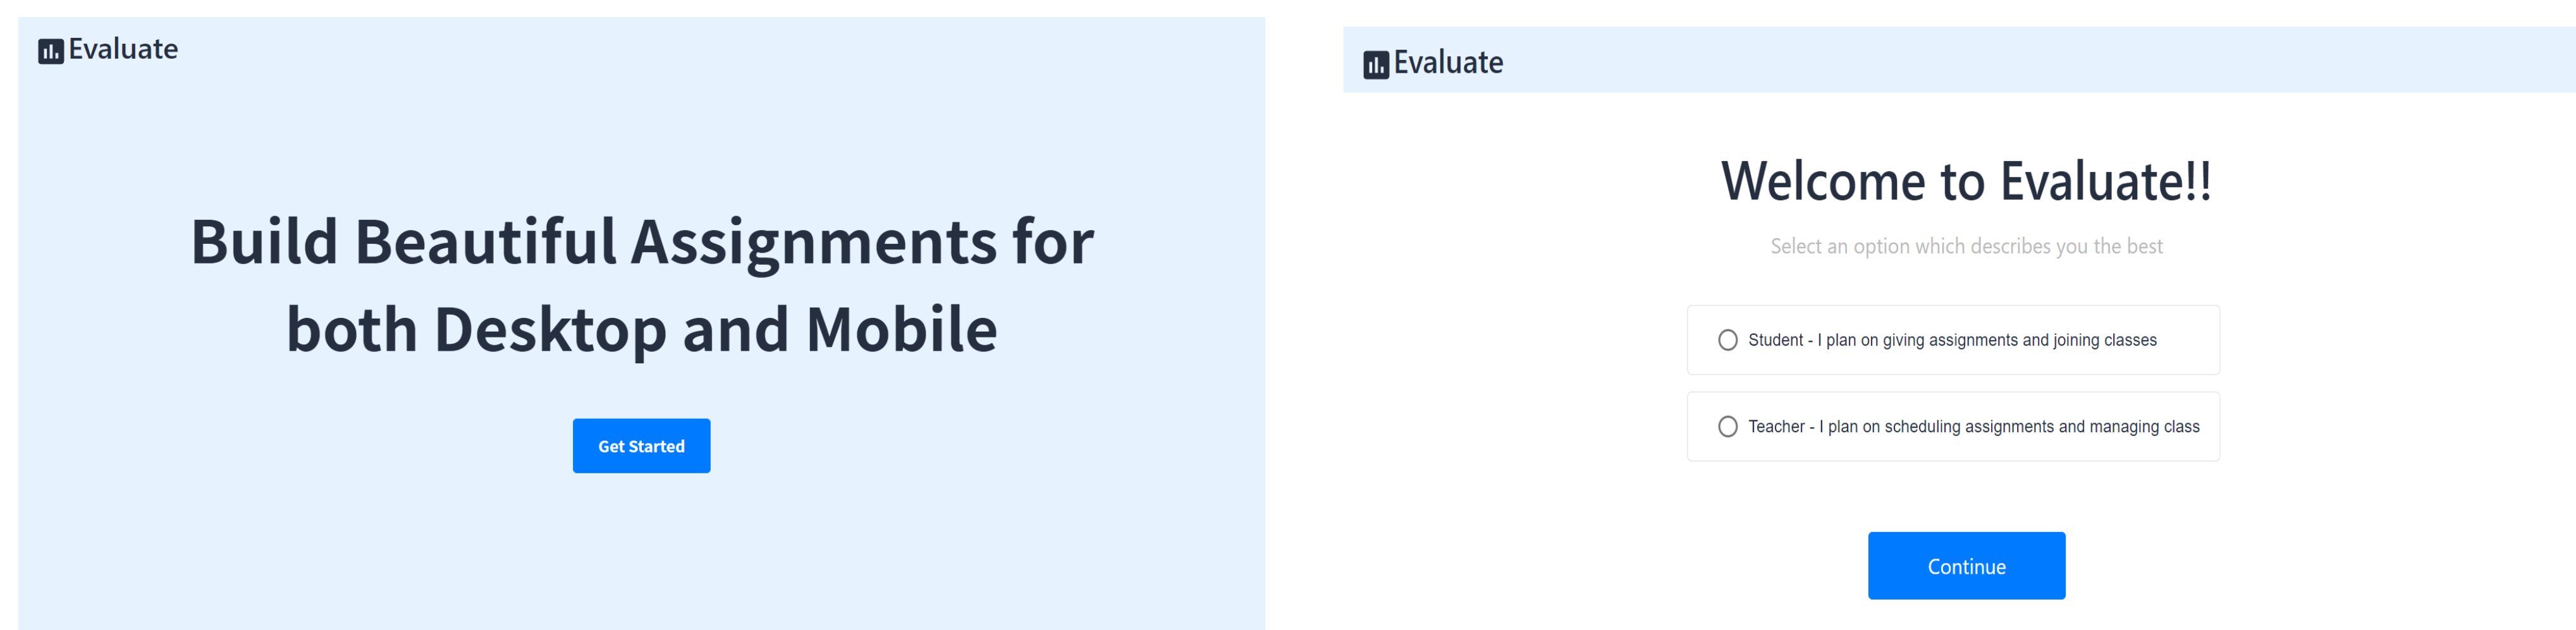 Evaluate
Build Beautiful Assignments for
both Desktop and Mobile
Get Started
Evaluate
Welcome to Evaluate!!
Select an option which describes you the best
Student - I plan on giving assignments and joining classes
Teacher - I plan on scheduling assignments and managing class
Continue